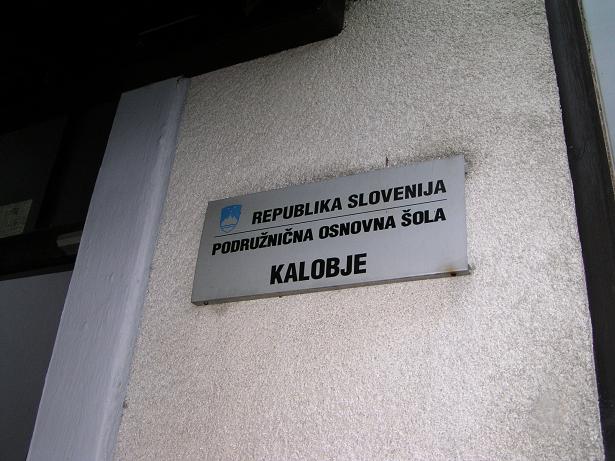 REPUBLIKA SLOVENIJA
PODRUŽNIČNA OSNOVNA ŠOLA
KALOBJE